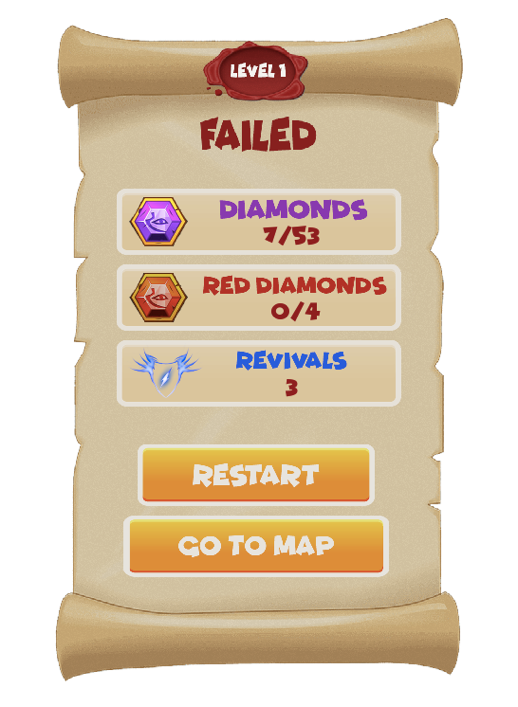 LEVEL 1
FAILED
DIAMONDS
7/53
RED DIAMONDS
0/4
REVIVALS
3
RESTART
GO TO MAP